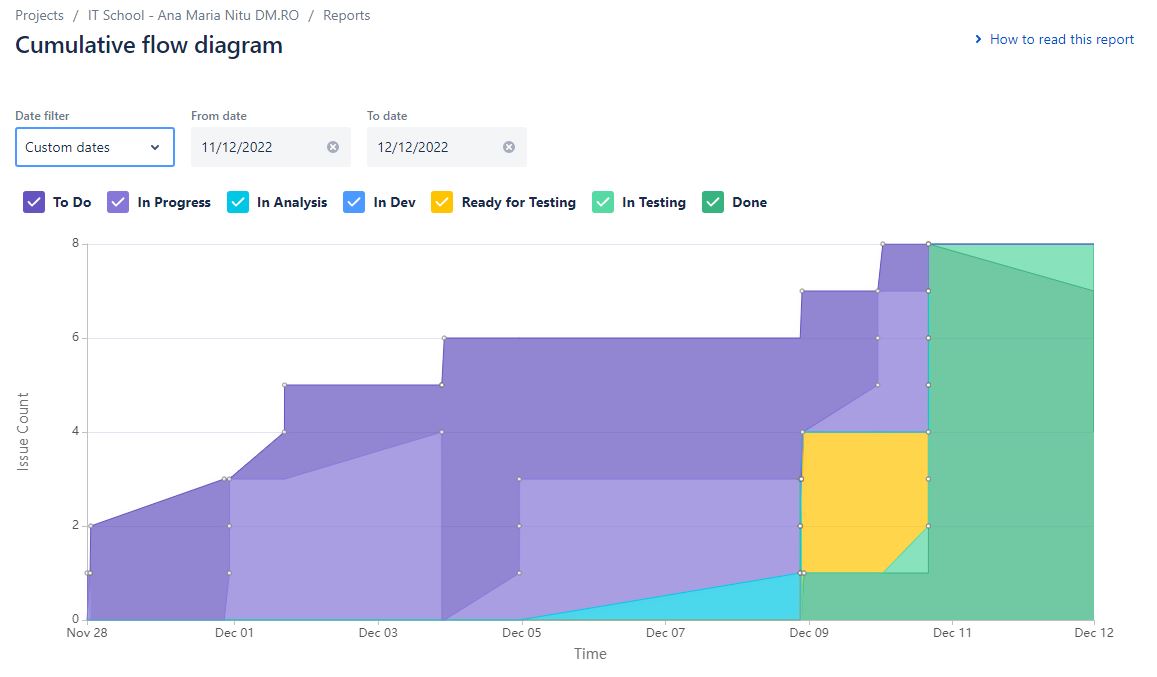 Projects / IT School - Ana Maria Nitu DM.RO / Reports
Cumulative flow diagram
How to read this report
Date filter From date To date
Custom dates 11/12/2022 12/12/2022
To Do In Progress In Analysis In Dev Ready for Testing In Testing Done
8
6
4
2
0
Issue Count
Nov 28 Dec 01 Dec 03 Dec 05 Dec 07 Dec 09 Dec 11 Dec 12
Time